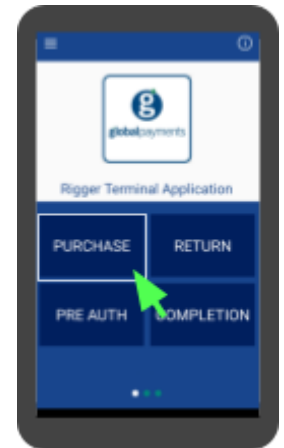 globalpayments
Rigger Terminal Application
PURCHASE RETURN
PRE AUTH COMPLETION